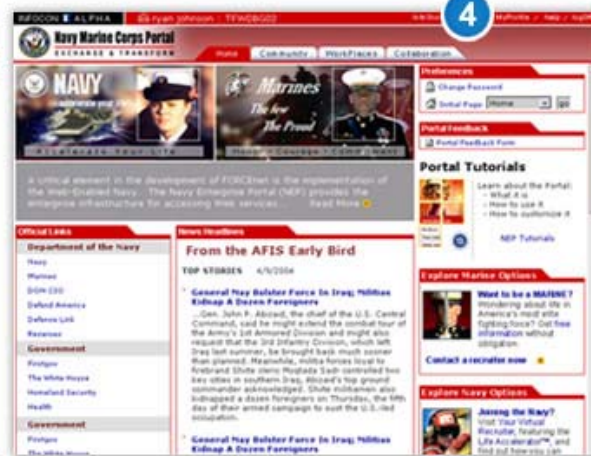 INFOCON ALPHA
ryan johnson : TFWDBG02
4
MyProfile / Help / 
Navy Marine Corps Portal
EXCHANGE & TRANSFORM
Home Community WorkPlaces Collaboration
NAVY
Accelerate Your Life
Marines
The few
The Proud
Honor Courage Commitment
A critical element in the development of FORCEnet is the implementation of
the Web-Enabled Navy. The Navy Enterprise Portal (NEP) provides the
enterprise infrastructure for accessing Web services. Read More
Preferences
Change Password
Initial Page: Home go
Portal Feedback
Portal Feedback Form
Portal Tutorials
Learn about the Portal:
- What it is
- How to use it
- How to customize it
NEP Tutorials
Official Links
Department of the Navy
Navy
Marines
DON CIO
Defend America
Defense Link
Reserves
Government
Firstgov
The White House
Homeland Security
Health
Government
Firstgov
The White House
News Headlines
From the AFIS Early Bird
TOP STORIES 4/9/2004
General May Bolster Force In Iraq; Militias
Kidnap A Dozen Foreigners
...Gen. John P. Abizaid, the chief of the U.S. Central
Command, said he might extend the combat tour of
the Army's 1st Armored Division and might also
request that the 3rd Infantry Division, which left
Iraq last summer, be brought back much sooner
than planned. Meanwhile, militia forces loyal to
firebrand Shiite cleric Moqtada Sadr controlled two
key cities in southern Iraq, Abizaid's top ground
commander acknowledged. Shiite militiamen also
kidnapped a dozen foreigners on Thursday, the fifth
day of their armed campaign to oust the U.S.-led
occupation.
General May Bolster Force In Iraq; Militias
Kidnap A Dozen Foreigners
Explore Marine Options
Want to be a MARINE?
Wondering about life in
America's most elite
fighting force? Get free
information without
obligation.
Contact a recruiter now
Explore Navy Options
Joining the Navy?
Visit Your Virtual
Recruiter, featuring the
Life Accelerator™, and
find out how you can